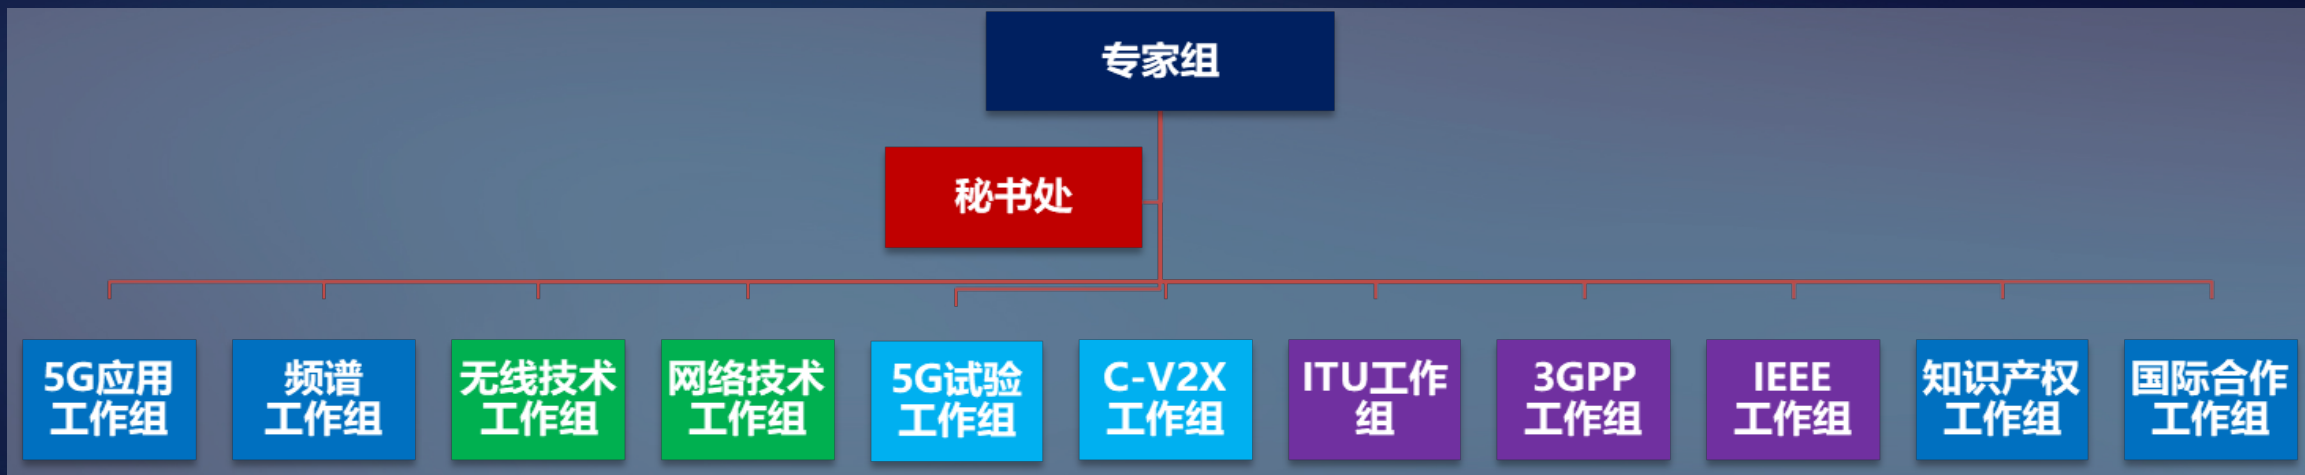 专家组
秘书处
5G应用
工作组
频谱
工作组
无线技术
工作组
网络技术
工作组
5G试验
工作组
C-V2X
工作组
ITU工作
组
3GPP
工作组
IEEE
工作组
知识产权
工作组
国际合作
工作组